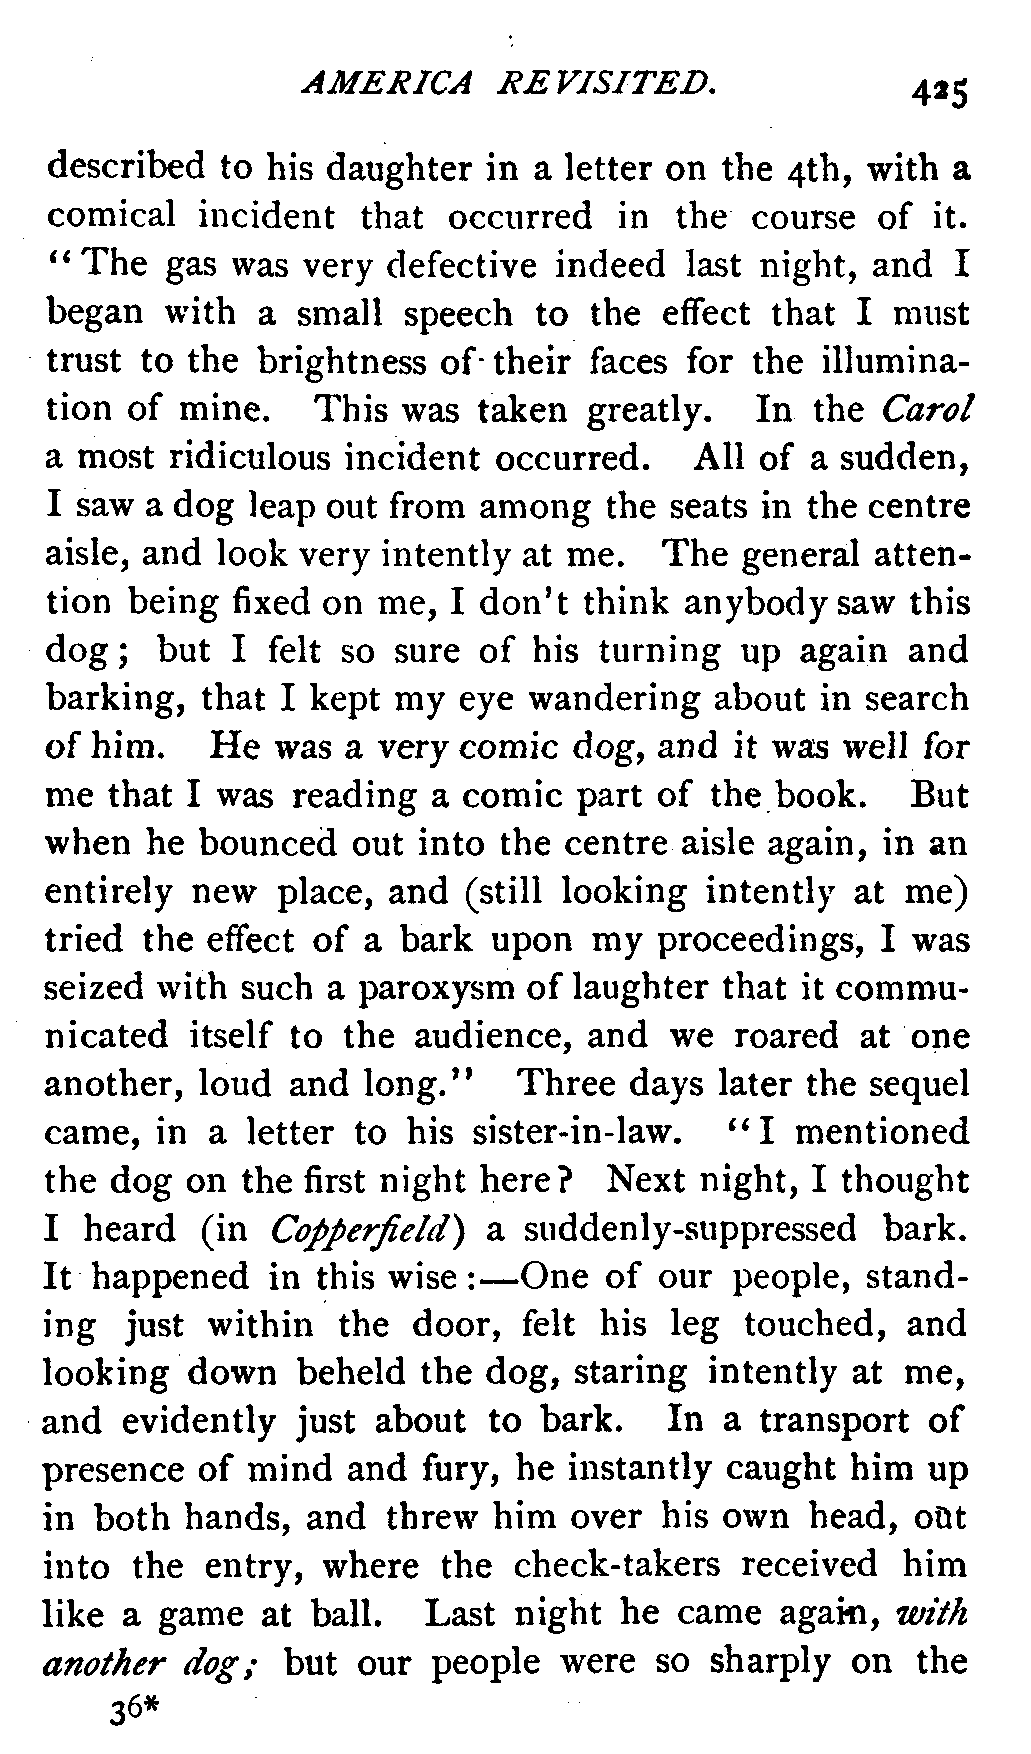 AMERICA REVISITED. 425
described to his daughter in a letter on the 4th, with a
comical incident that occurred in the course of it.
“The gas was very defective indeed last night, and I
began with a small speech to the effect that I must
trust to the brightness of their faces for the illumina-
tion of mine. This was taken greatly. In the Carol
a most ridiculous incident occurred. All of a sudden,
I saw a dog leap out from among the seats in the centre
aisle, and look very intently at me. The general atten-
tion being fixed on me, I don't think anybody saw this
dog; but I felt so sure of his turning up again and
barking, that I kept my eye wandering about in search
of him. He was a very comic dog, and it was well for
me that I was reading a comic part of the book. But
when he bounced out into the centre aisle again, in an
entirely new place, and (still looking intently at me)
tried the effect of a bark upon my proceedings, I was
seized with such a paroxysm of laughter that it commu-
nicated itself to the audience, and we roared at one
another, loud and long.” Three days later the sequel
came, in a letter to his sister-in-law. “I mentioned
the dog on the first night here? Next night, I thought
I heard (in Copperfield) a suddenly-suppressed bark.
It happened in this wise:—One of our people, stand-
ing just within the door, felt his leg touched, and
looking down beheld the dog, staring intently at me,
and evidently just about to bark. In a transport of
presence of mind and fury, he instantly caught him up
in both hands, and threw him over his own head, out
into the entry, where the check-takers received him
like a game at ball. Last night he came again, with
another dog; but our people were so sharply on the
36*